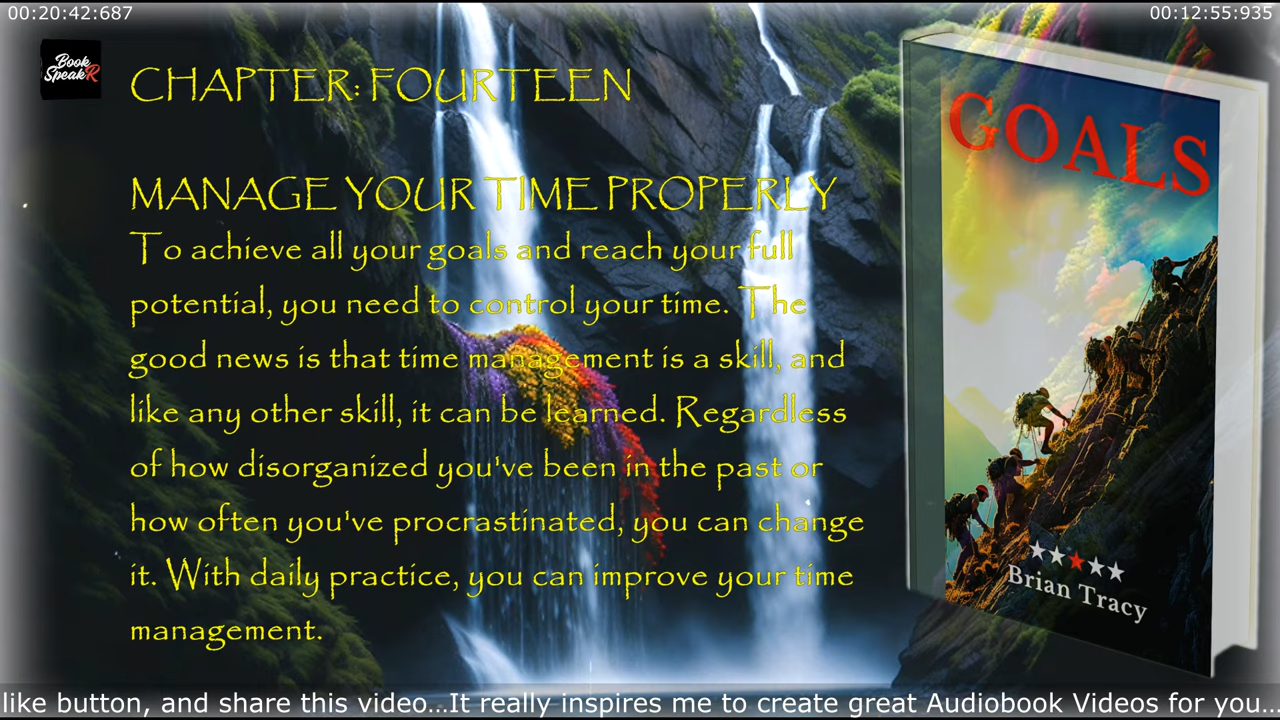 00:20:42:687
00:12:55:935
Book
SpeakR
CHAPTER: FOURTEEN
MANAGE YOUR TIME PROPERLY
To achieve all your goals and reach your full
potential, you need to control your time. The
good news is that time management is a skill, and
like any other skill, it can be learned. Regardless
of how disorganized you've been in the past or
how often you've procrastinated, you can change
it. With daily practice, you can improve your time
management.
GOALS
Brian Tracy
like button, and share this video...It really inspires me to create great Audiobook Videos for you...